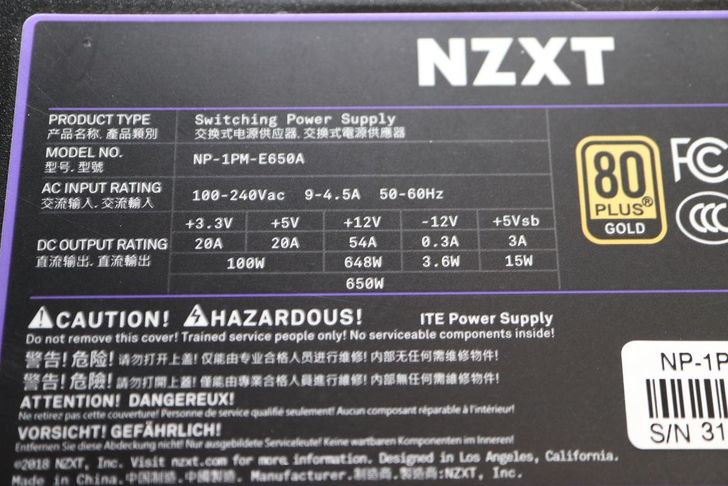 NZXT
PRODUCT TYPE Switching Power Supply
产品名称. 產品類別 交换式电源供应器. 交換式電源供應器
MODEL NO. NP-1PM-E650A
型号. 型號
AC INPUT RATING 100-240Vac 9-4.5A 50-60Hz
交流输入. 交流輸入
+3.3V +5V +12V -12V +5Vsb
DC OUTPUT RATING 20A 20A 54A 0.3A 3A
直流输出. 直流輸出 100W 648W 3.6W 15W
650W
80
PLUS®
GOLD
FC
CCC
CAUTION! HAZARDOUS! ITE Power Supply
Do not remove this cover! Trained service people only! No serviceable components inside!
警告! 危险! 请勿打开上盖! 仅能由专业合格人员进行维修! 内部无任何需维修物件!
警告! 危險! 請勿打開上蓋! 僅能由專業合格人員進行維修! 內部無任何需維修物件!
ATTENTION! DANGEREUX!
Ne retirez pas cette couverture! Personne de service qualifié seulement! Aucun composant réparable à l'intérieur!
VORSICHT! GEFÄHRLICH!
Entfernen Sie diese Abdeckung nicht! Nur ausgebildete Serviceleute! Keine wartbaren Komponenten im Inneren!
©2018 NZXT, Inc. Visit nzxt.com for more information. Designed in Los Angeles, California.
Made in China.中国制造.中國製造. Manufacturer.制造商.製造商:NZXT, Inc.
NP-1P
S/N 31